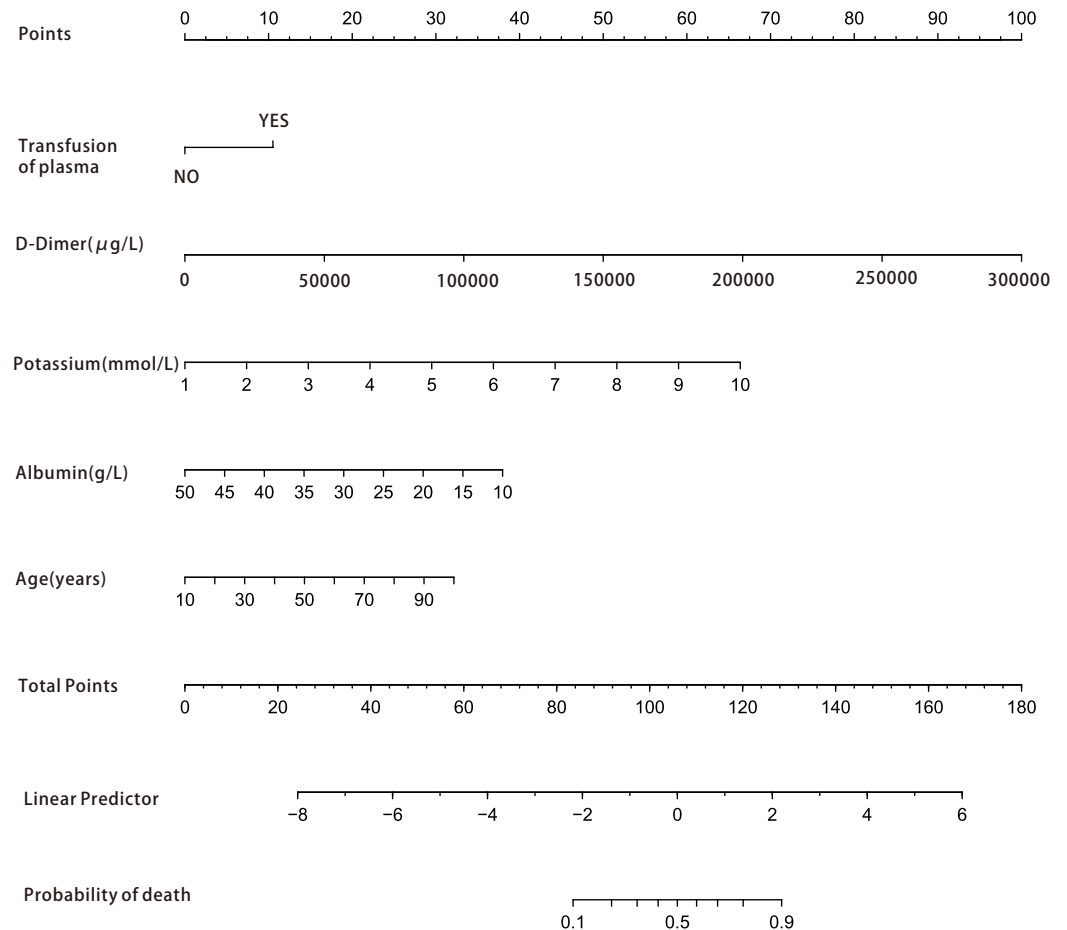 Points
0 10 20 30 40 50 60 70 80 90 100
YES
Transfusion
of plasma
NO
D-Dimer(μg/L)
0 50000 100000 150000 200000 250000 300000
Potassium(mmol/L)
1 2 3 4 5 6 7 8 9 10
Albumin(g/L)
50 45 40 35 30 25 20 15 10
Age(years)
10 30 50 70 90
Total Points
0 20 40 60 80 100 120 140 160 180
Linear Predictor
−8 −6 −4 −2 0 2 4 6
Probability of death
0.1 0.5 0.9